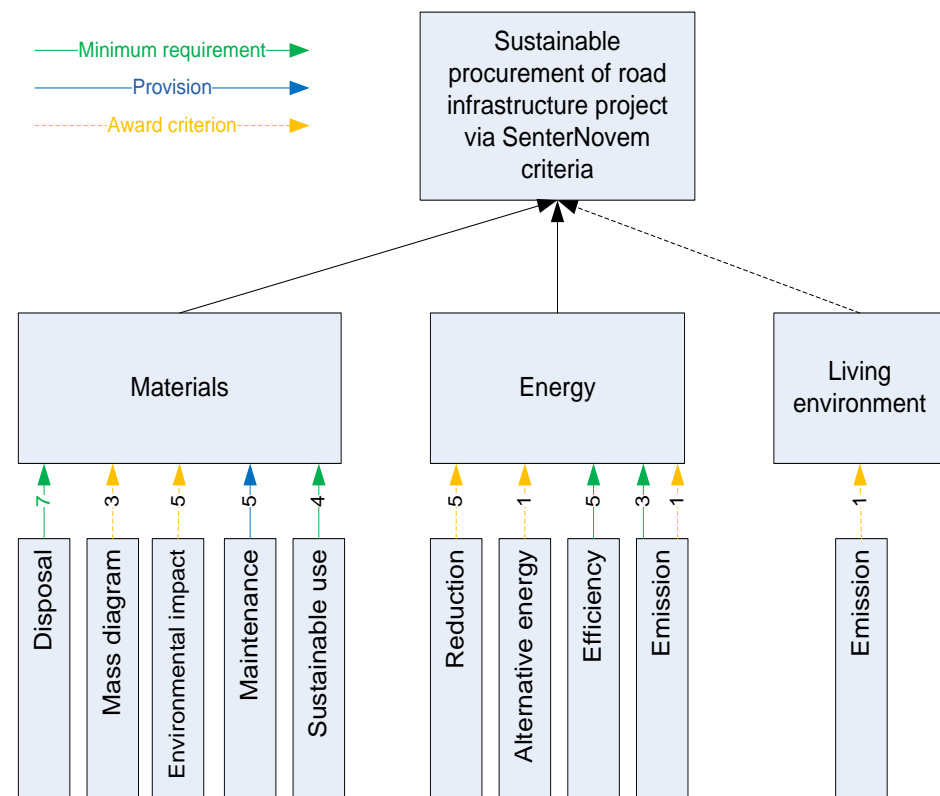 Minimum requirement
Provision
Award criterion
Sustainable
procurement of road
infrastructure project
via SenterNovem
criteria
Materials
Energy
Living
environment
7
3
5
5
4
5
1
5
3
1
1
Disposal
Mass diagram
Environmental impact
Maintenance
Sustainable use
Reduction
Alternative energy
Efficiency
Emission
Emission